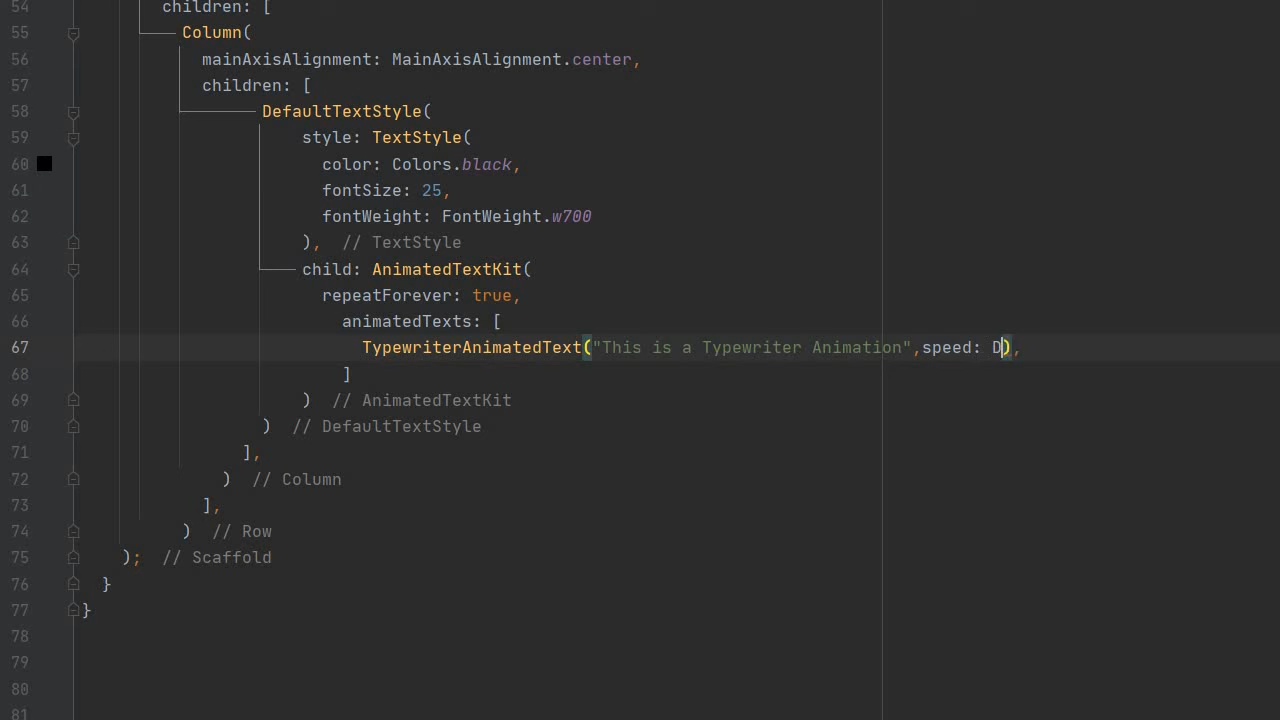 54 children: [
55 Column(
56 mainAxisAlignment: MainAxisAlignment.center,
57 children: [
58 DefaultTextStyle(
59 style: TextStyle(
60 color: Colors.black,
61 fontSize: 25,
62 fontWeight: FontWeight.w700
63 ), // TextStyle
64 child: AnimatedTextKit(
65 repeatForever: true,
66 animatedTexts: [
67 TypewriterAnimatedText("This is a Typewriter Animation",speed: D),
68 ]
69 ) // AnimatedTextKit
70 ) // DefaultTextStyle
71 ],
72 ) // Column
73 ],
74 ) // Row
75 ); // Scaffold
76 }
77 }
78
79
80
81